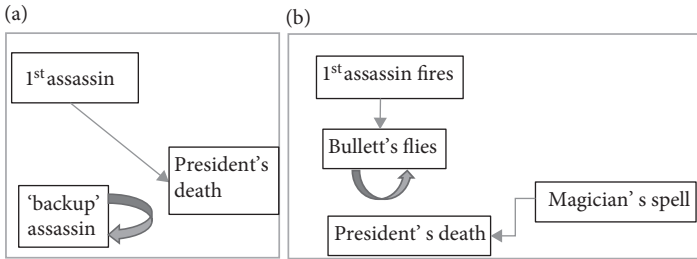 (a)
1st assassin
President's
death
'backup'
assassin
(b)
1st assassin fires
Bullett's flies
Magician' s spell
President' s death